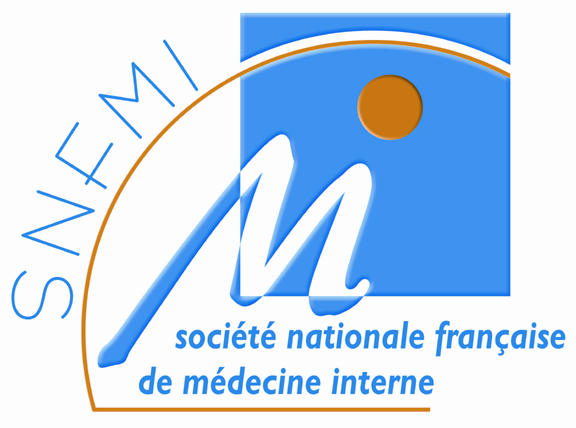 SNFMI
société nationale française
de médecine interne